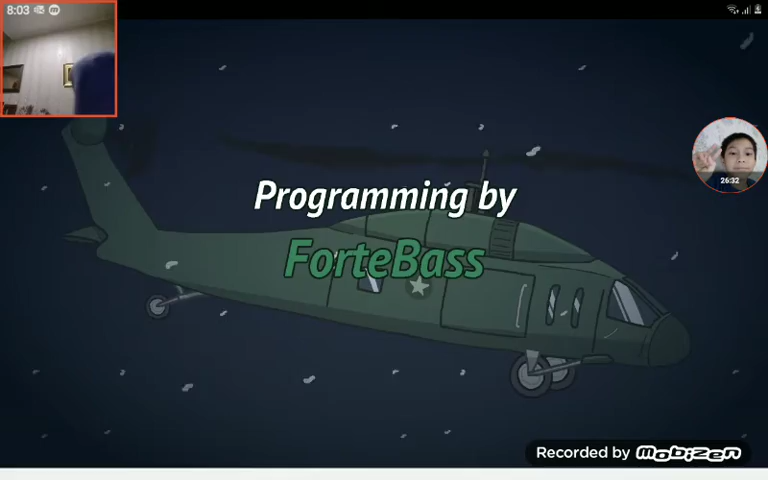 8:03
Programming by
ForteBass
26:32
Recorded by mobizen